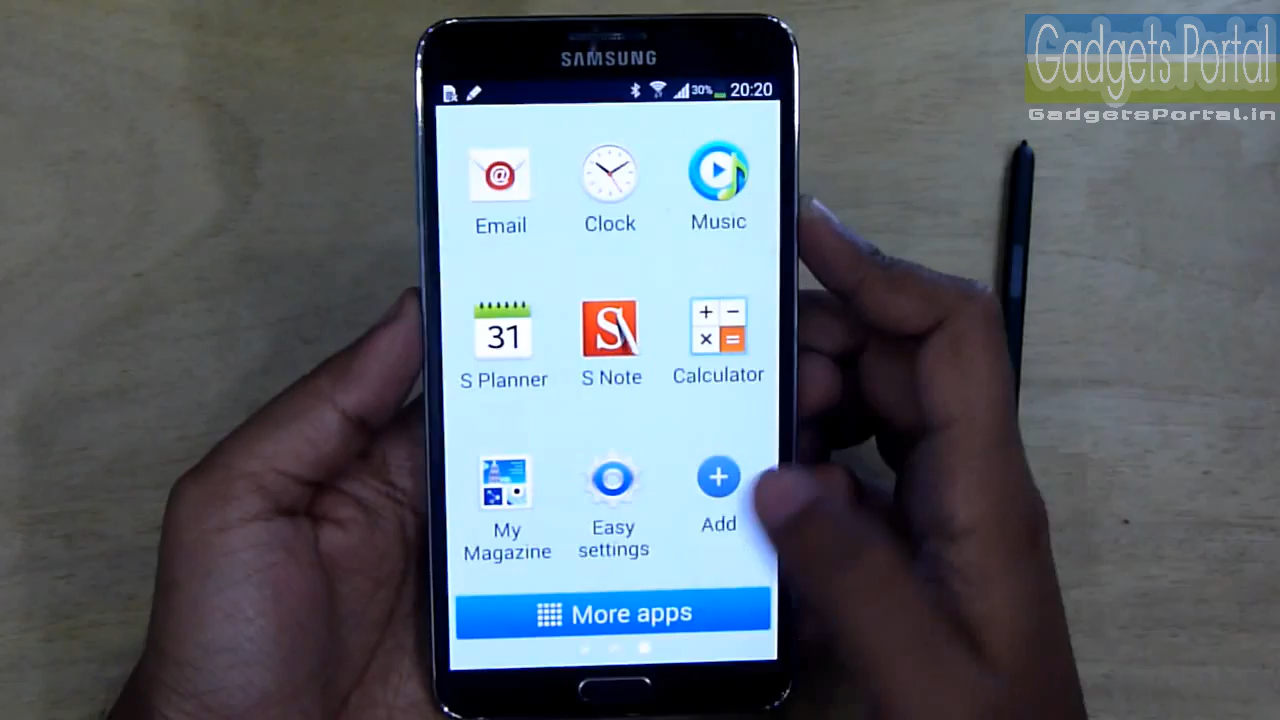 Gadgets Portal
GadgetsPortal.in
SAMSUNG
30% 20:20
@
Email Clock Music
31
S
+ −
× =
S Planner S Note Calculator
+
My Magazine
Easy settings
Add
More apps